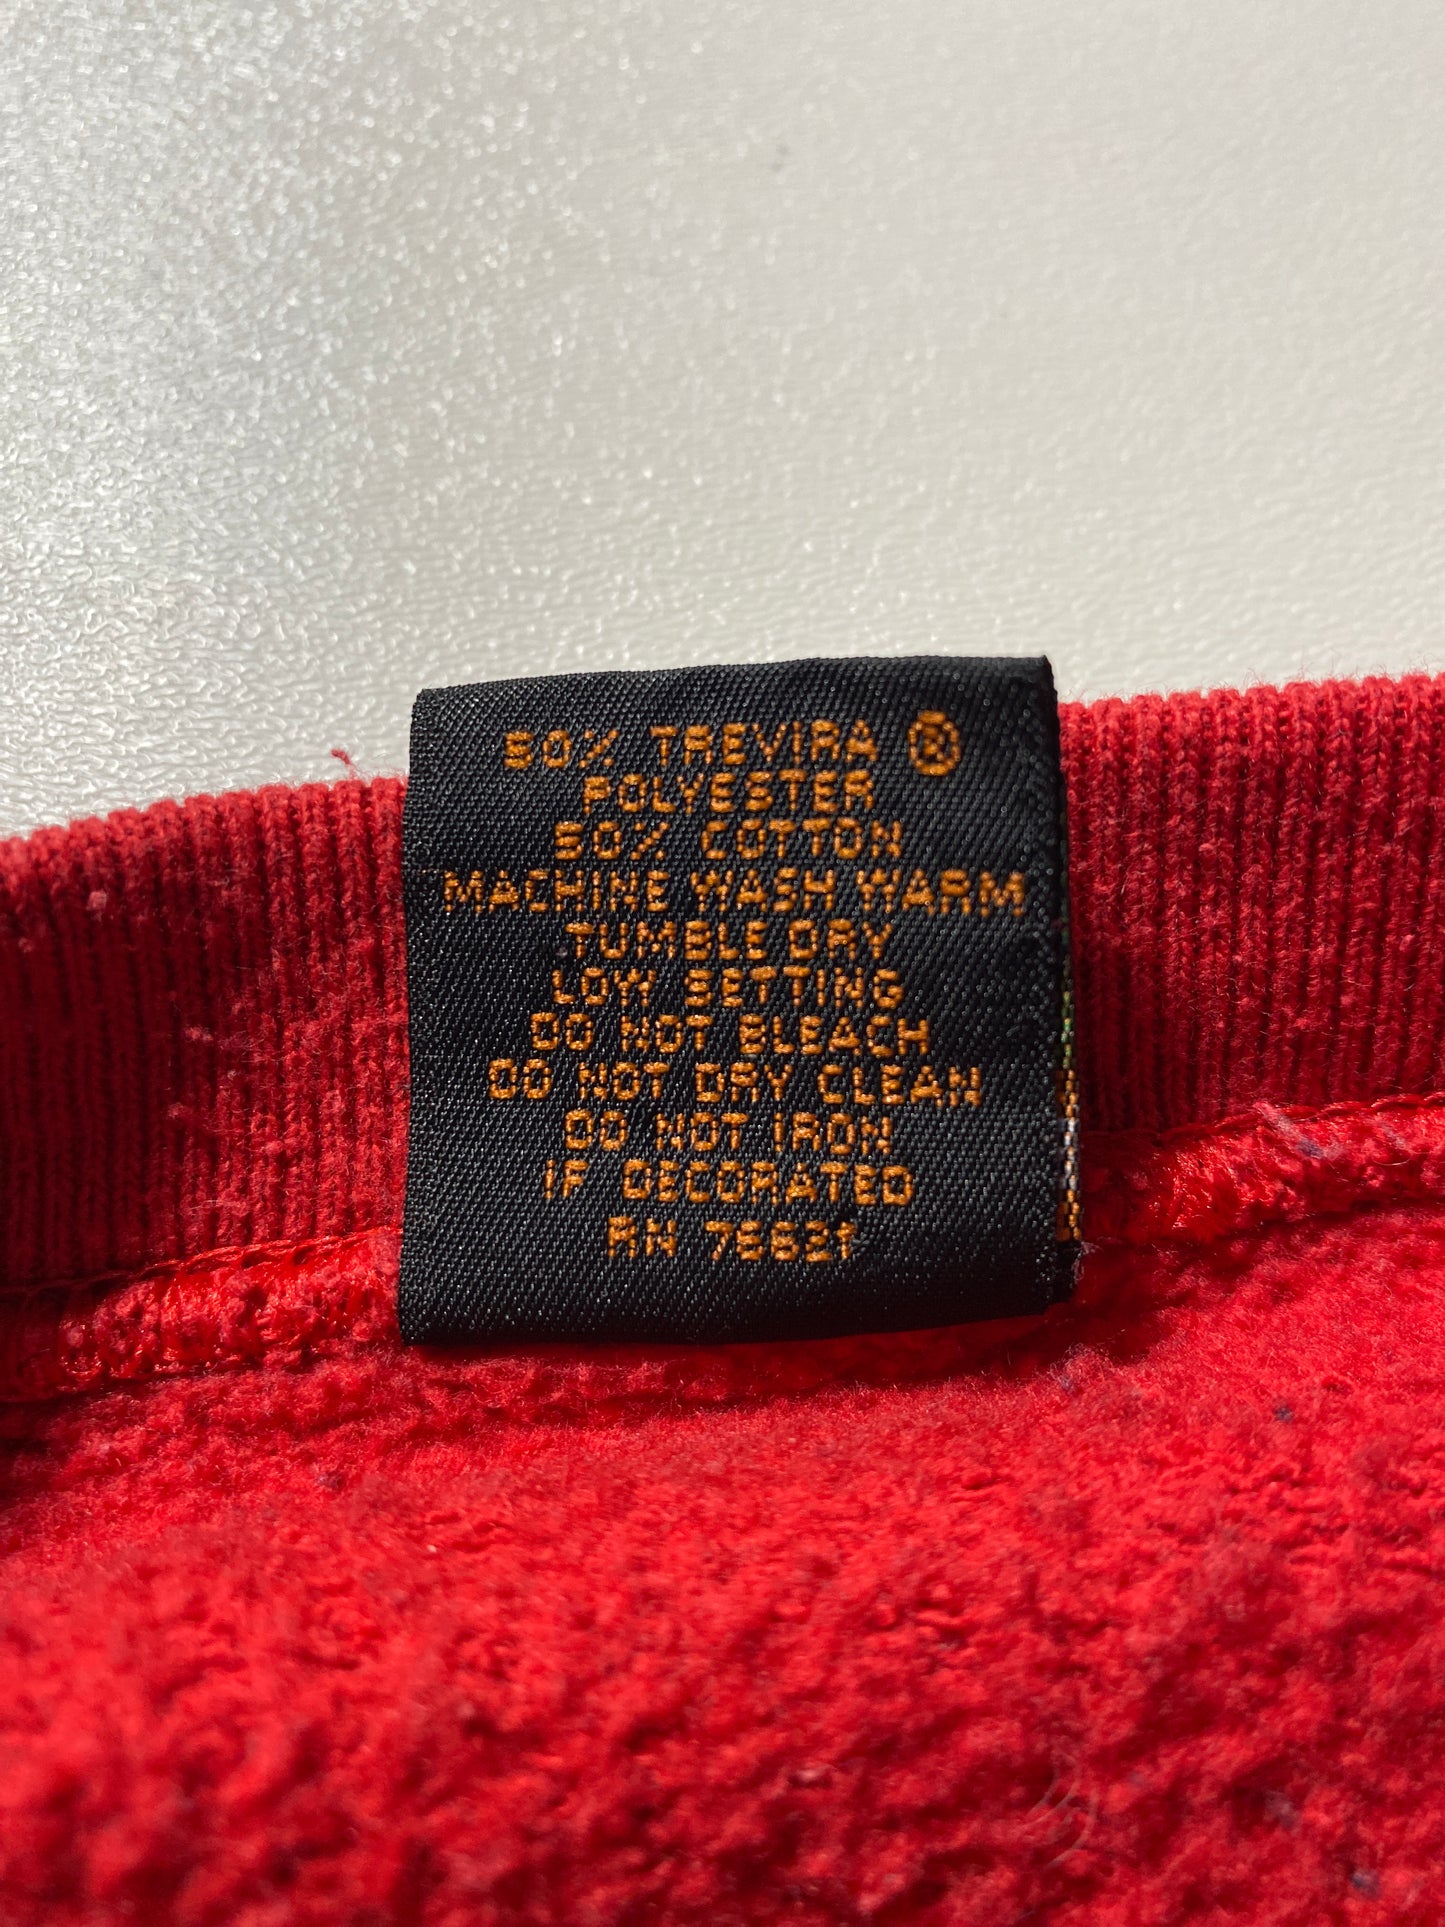 50% TREVIRA ®
POLYESTER
50% COTTON
MACHINE WASH WARM
TUMBLE DRY
LOW SETTING
DO NOT BLEACH
DO NOT DRY CLEAN
DO NOT IRON
IF DECORATED
RN 76621